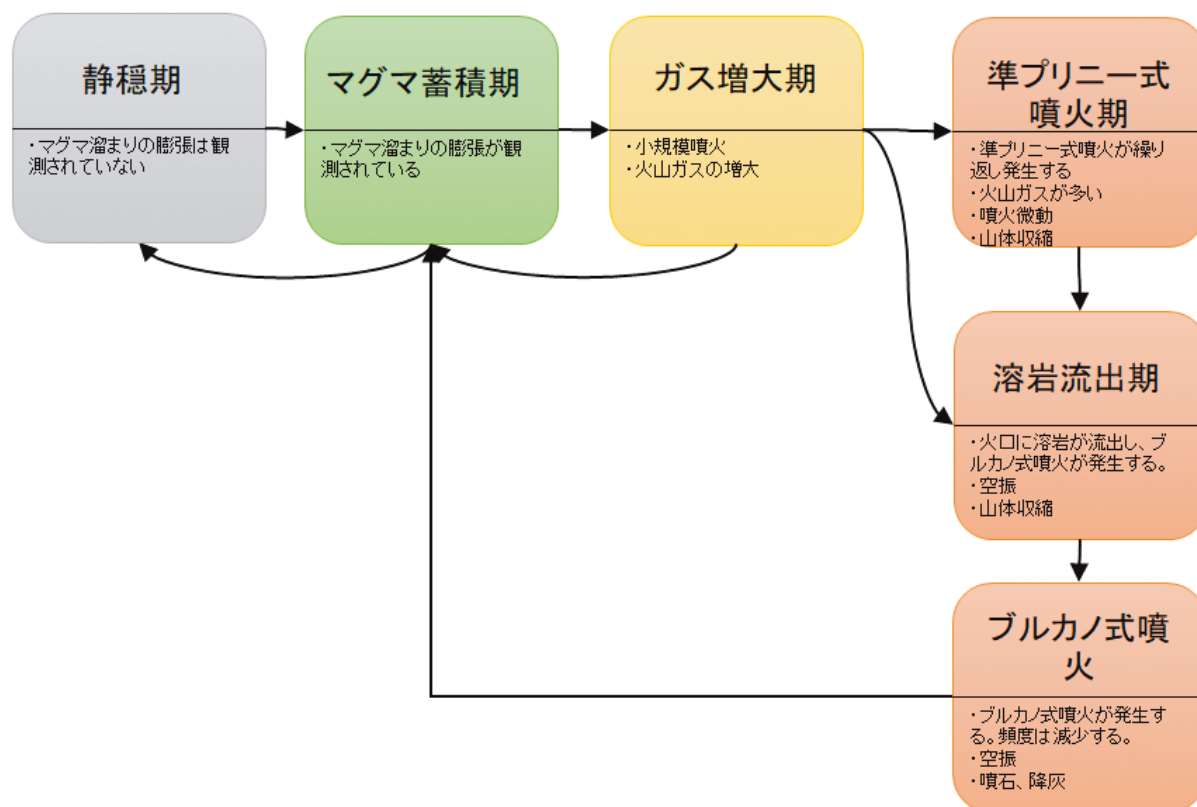 静穏期
・マグマ溜まりの膨張は観
測されていない
マグマ蓄積期
・マグマ溜まりの膨張が観
測されている
ガス増大期
・小規模噴火
・火山ガスの増大
準プリニー式
噴火期
・準プリニー式噴火が繰り
返し発生する
・火山ガスが多い
・噴火微動
・山体収縮
溶岩流出期
・火口に溶岩が流出し、ブ
ルカノ式噴火が発生する。
・空振
・山体収縮
ブルカノ式噴
火
・ブルカノ式噴火が発生す
る。頻度は減少する。
・空振
・噴石、降灰